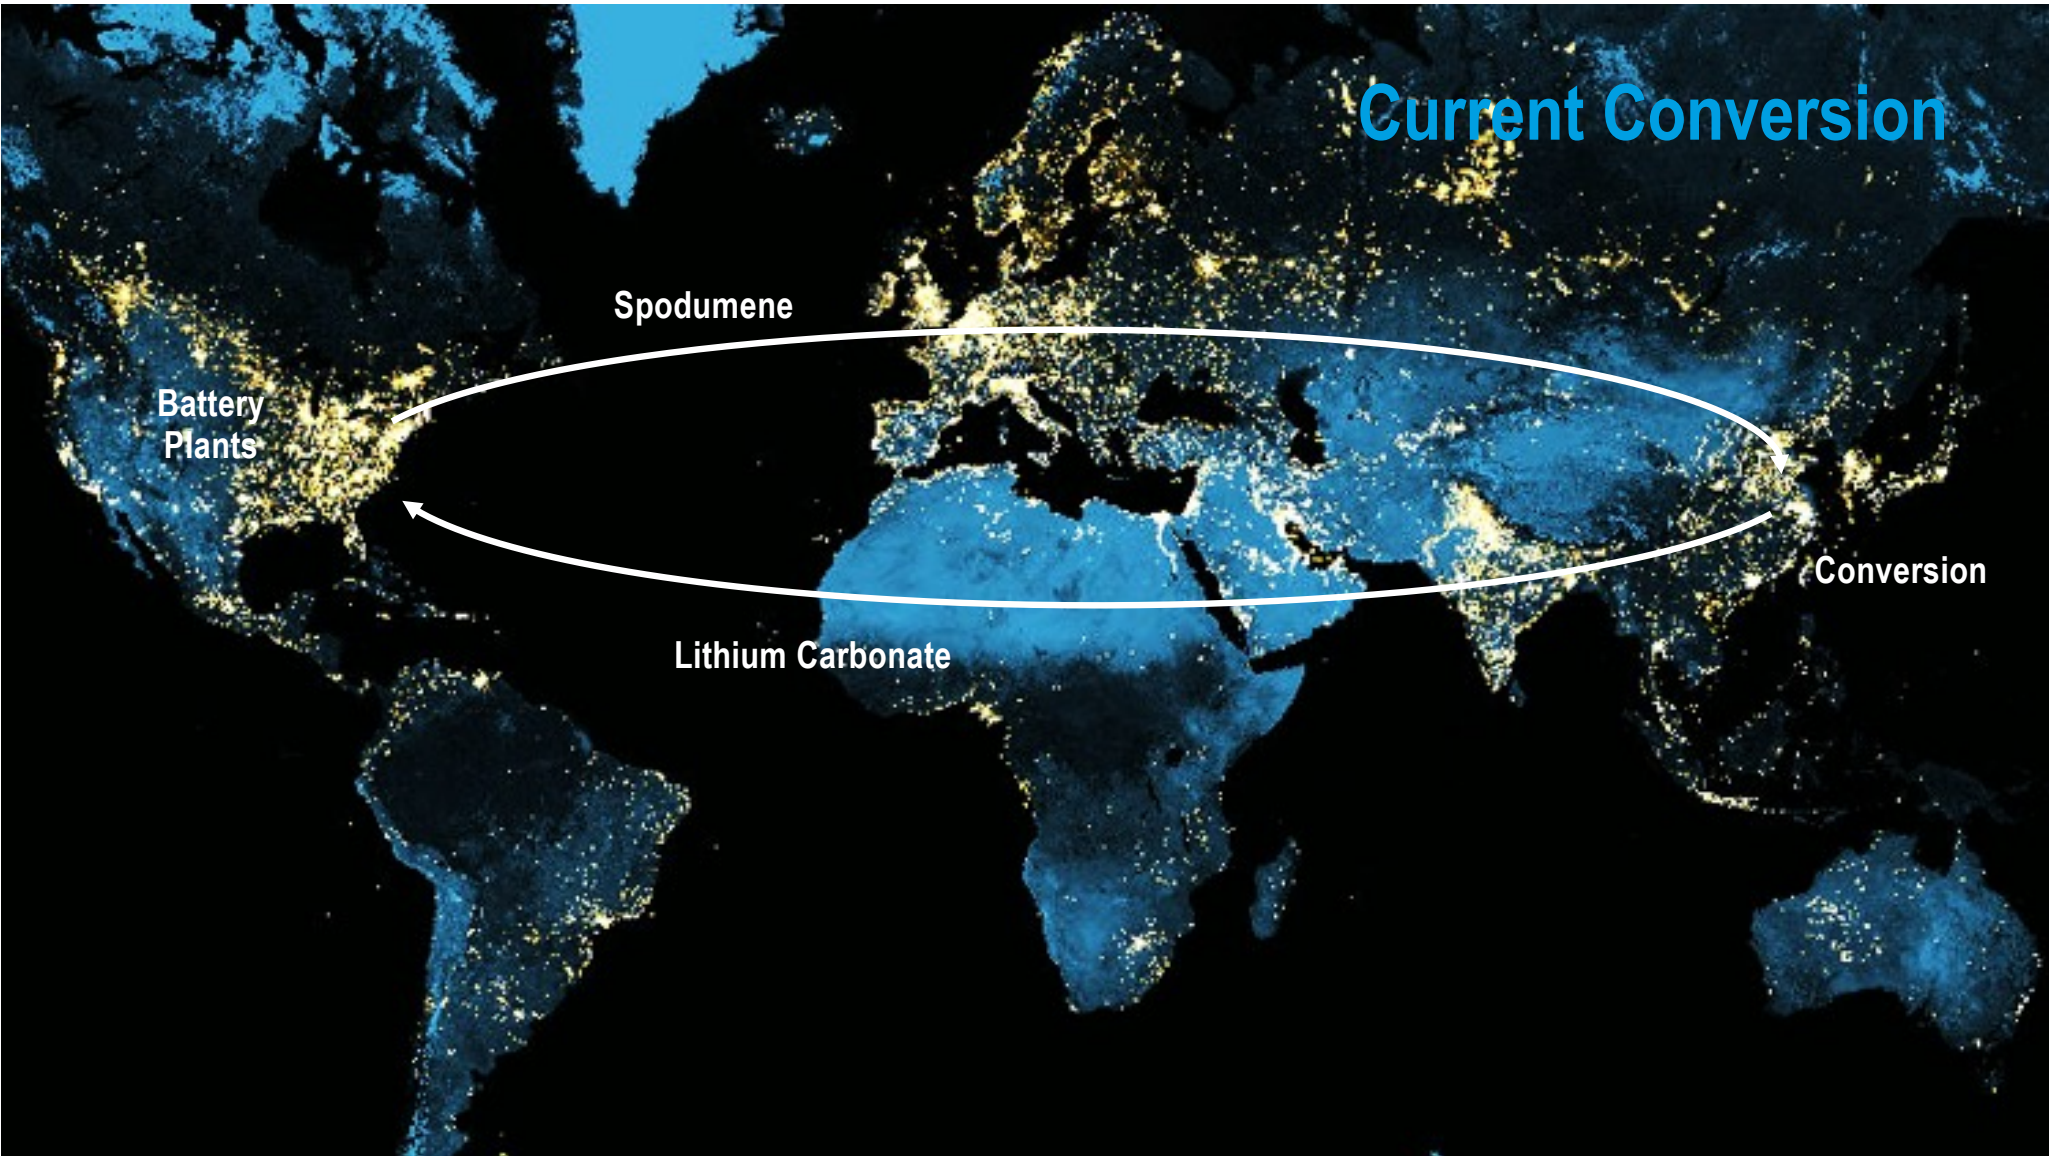 Current Conversion
Spodumene
Battery
Plants
Conversion
Lithium Carbonate